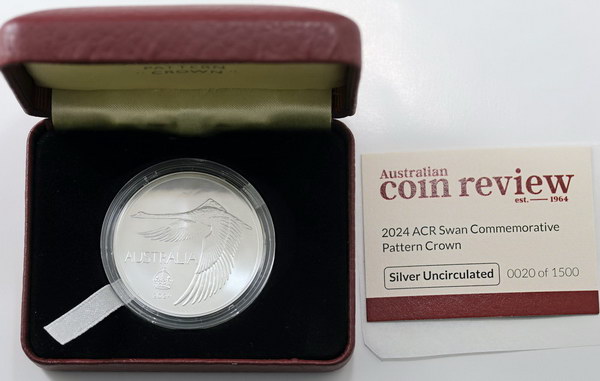 PATTERN
CROWN
AUSTRALIA
Australian
coin review
est. — 1964
2024 ACR Swan Commemorative
Pattern Crown
Silver Uncirculated 0020 of 1500